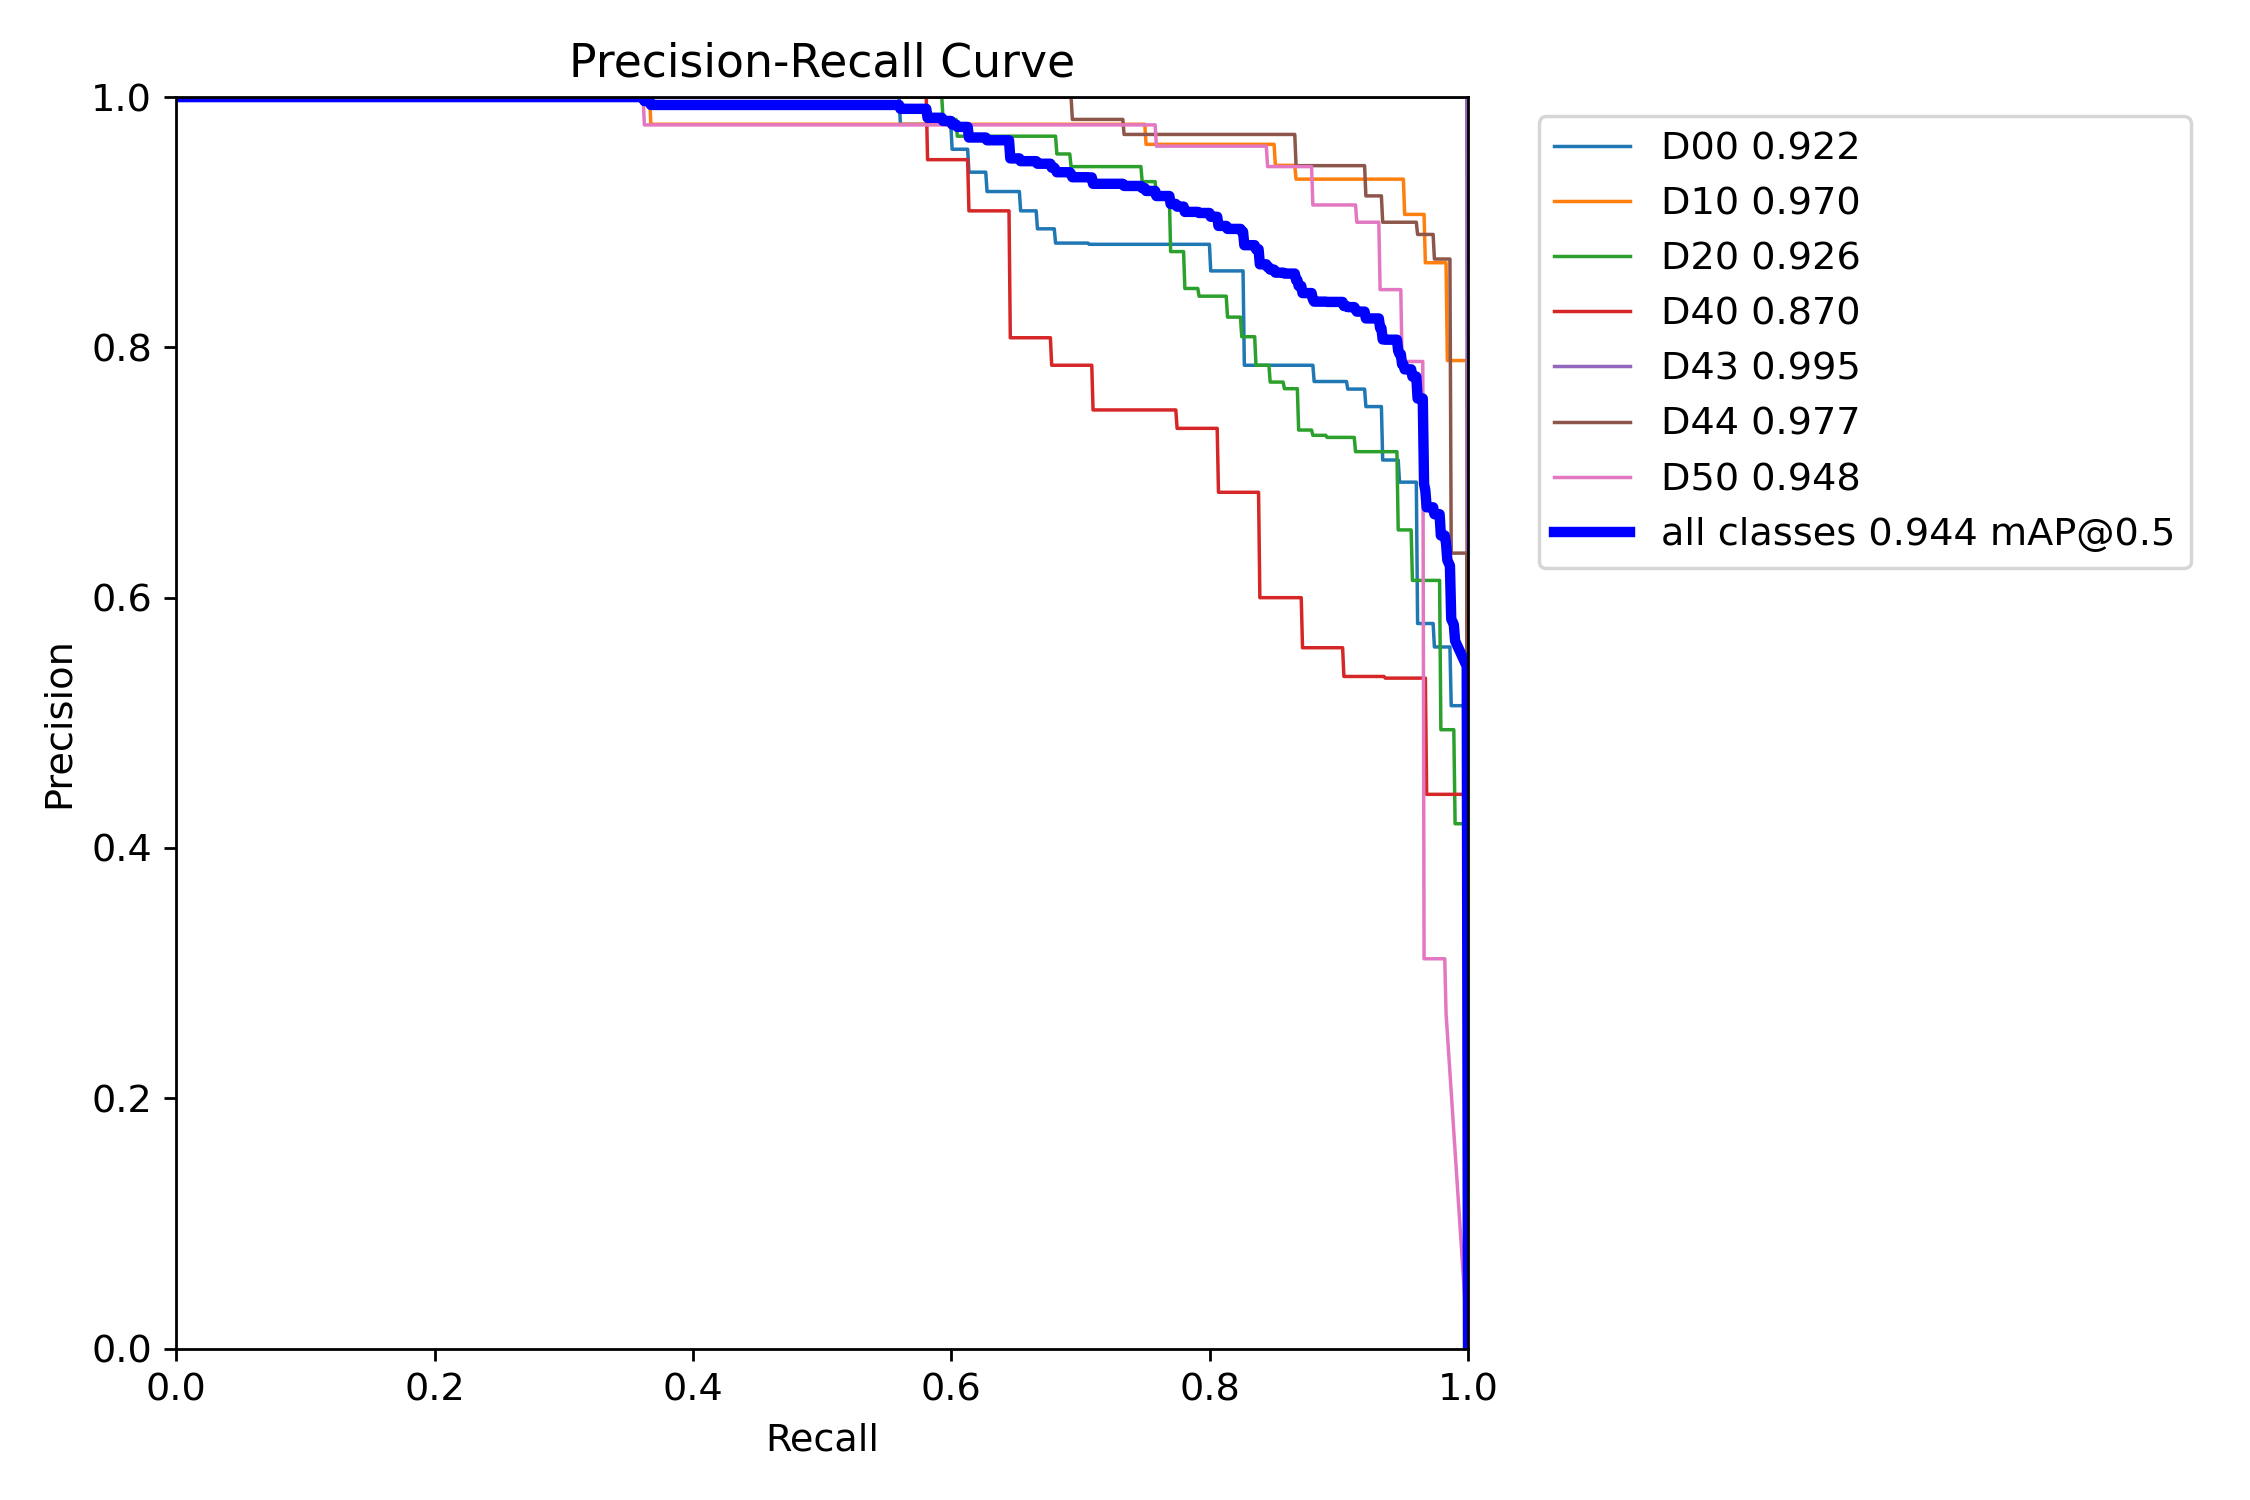 Precision-Recall Curve
1.0
0.8
0.6
0.4
0.2
0.0
Precision
0.0 0.2 0.4 0.6 0.8 1.0
Recall
D00 0.922
D10 0.970
D20 0.926
D40 0.870
D43 0.995
D44 0.977
D50 0.948
all classes 0.944 mAP@0.5